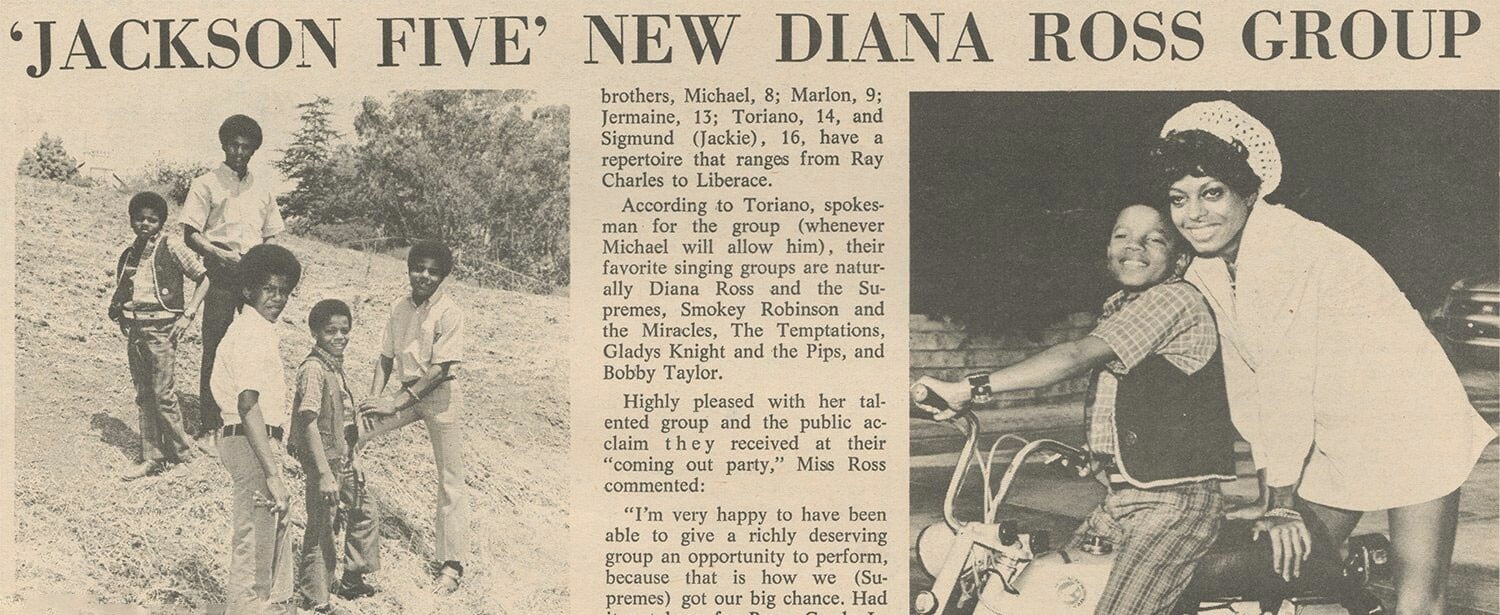 ‘JACKSON FIVE’ NEW DIANA ROSS GROUP
brothers, Michael, 8; Marlon, 9;
Jermaine, 13; Toriano, 14, and
Sigmund (Jackie), 16, have a
repertoire that ranges from Ray
Charles to Liberace.
According to Toriano, spokes-
man for the group (whenever
Michael will allow him), their
favorite singing groups are natur-
ally Diana Ross and the Su-
premes, Smokey Robinson and
the Miracles, The Temptations,
Gladys Knight and the Pips, and
Bobby Taylor.
Highly pleased with her tal-
ented group and the public ac-
claim they received at their
“coming out party,” Miss Ross
commented:
“I’m very happy to have been
able to give a richly deserving
group an opportunity to perform,
because that is how we (Su-
premes) got our big chance. Had